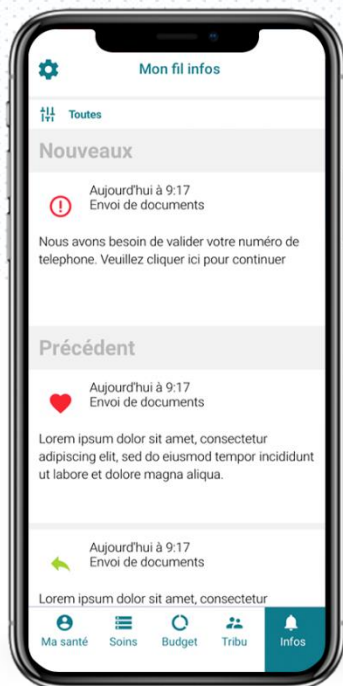 Mon fil infos
Toutes
Nouveaux
Aujourd'hui à 9:17
Envoi de documents
Nous avons besoin de valider votre numéro de
telephone. Veuillez cliquer ici pour continuer
Précédent
Aujourd'hui à 9:17
Envoi de documents
Lorem ipsum dolor sit amet, consectetur
adipiscing elit, sed do eiusmod tempor incididunt
ut labore et dolore magna aliqua.
Aujourd'hui à 9:17
Envoi de documents
Lorem ipsum dolor sit amet, consectetur
Ma santé Soins Budget Tribu Infos